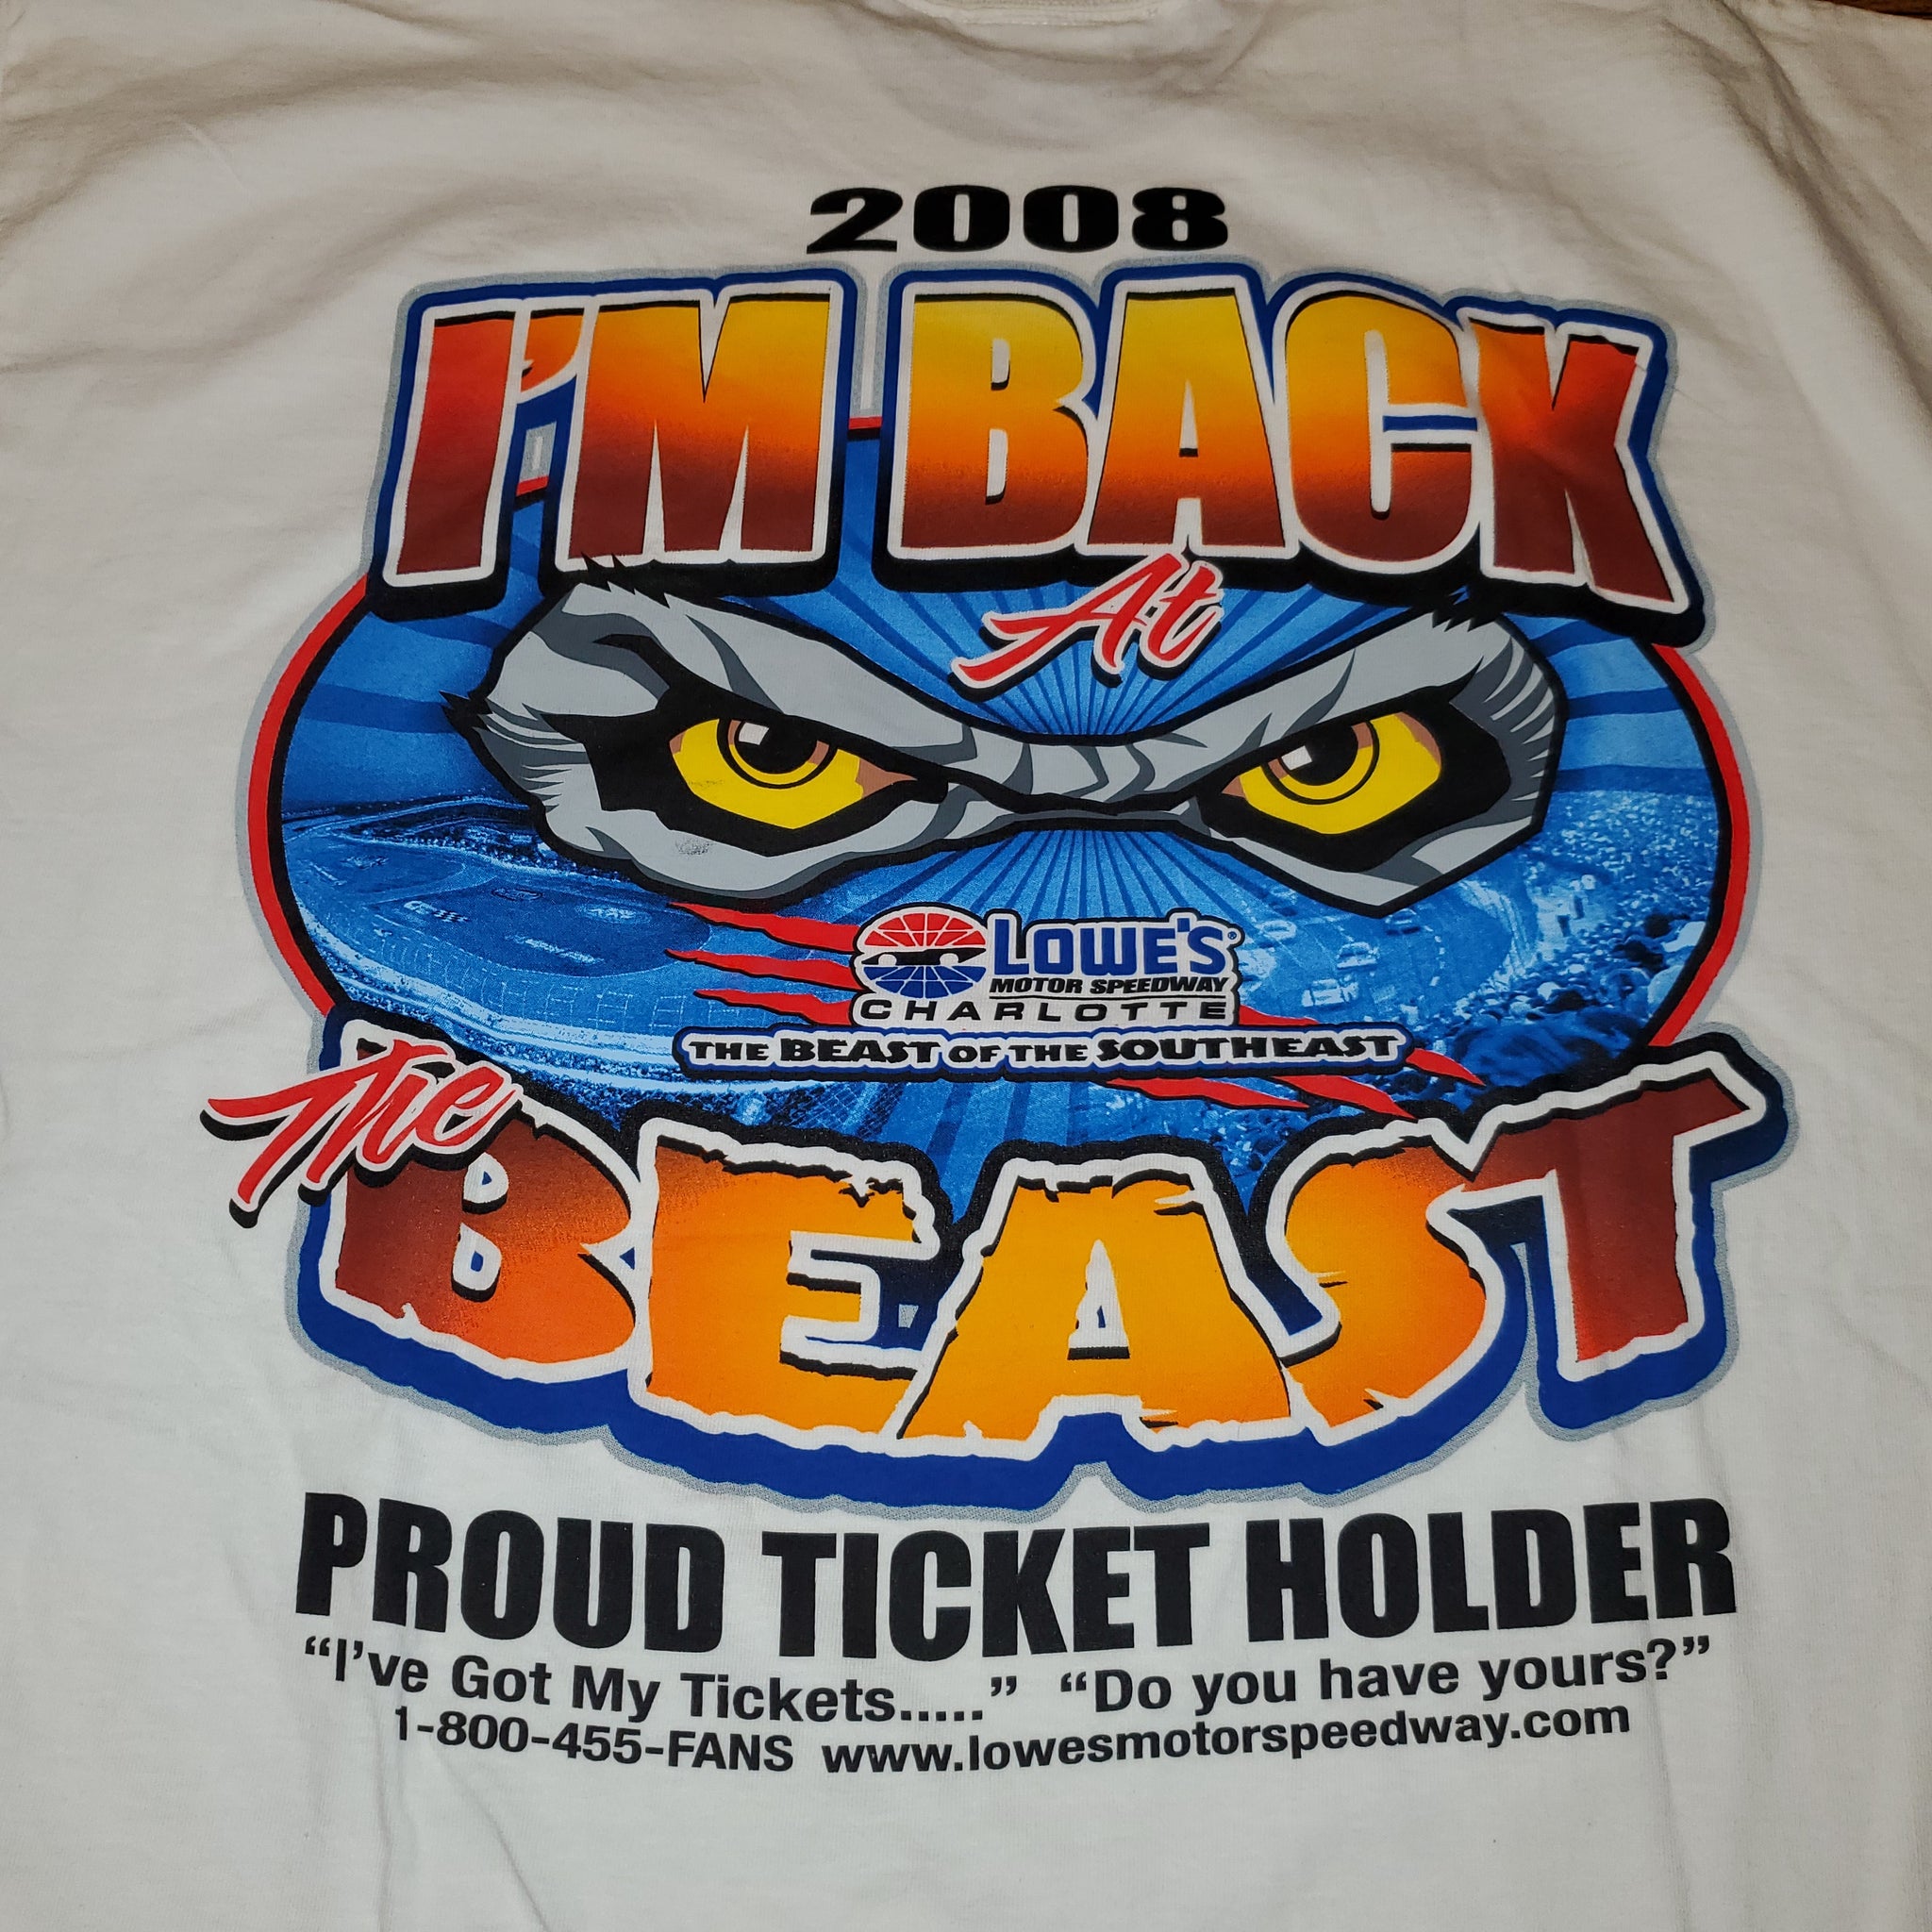 2008
I'M BACK
At
LOWE'S®
MOTOR SPEEDWAY
CHARLOTTE
THE BEAST OF THE SOUTHEAST
The
BEAST
PROUD TICKET HOLDER
“I've Got My Tickets.....” “Do you have yours?”
1-800-455-FANS www.lowesmotorspeedway.com